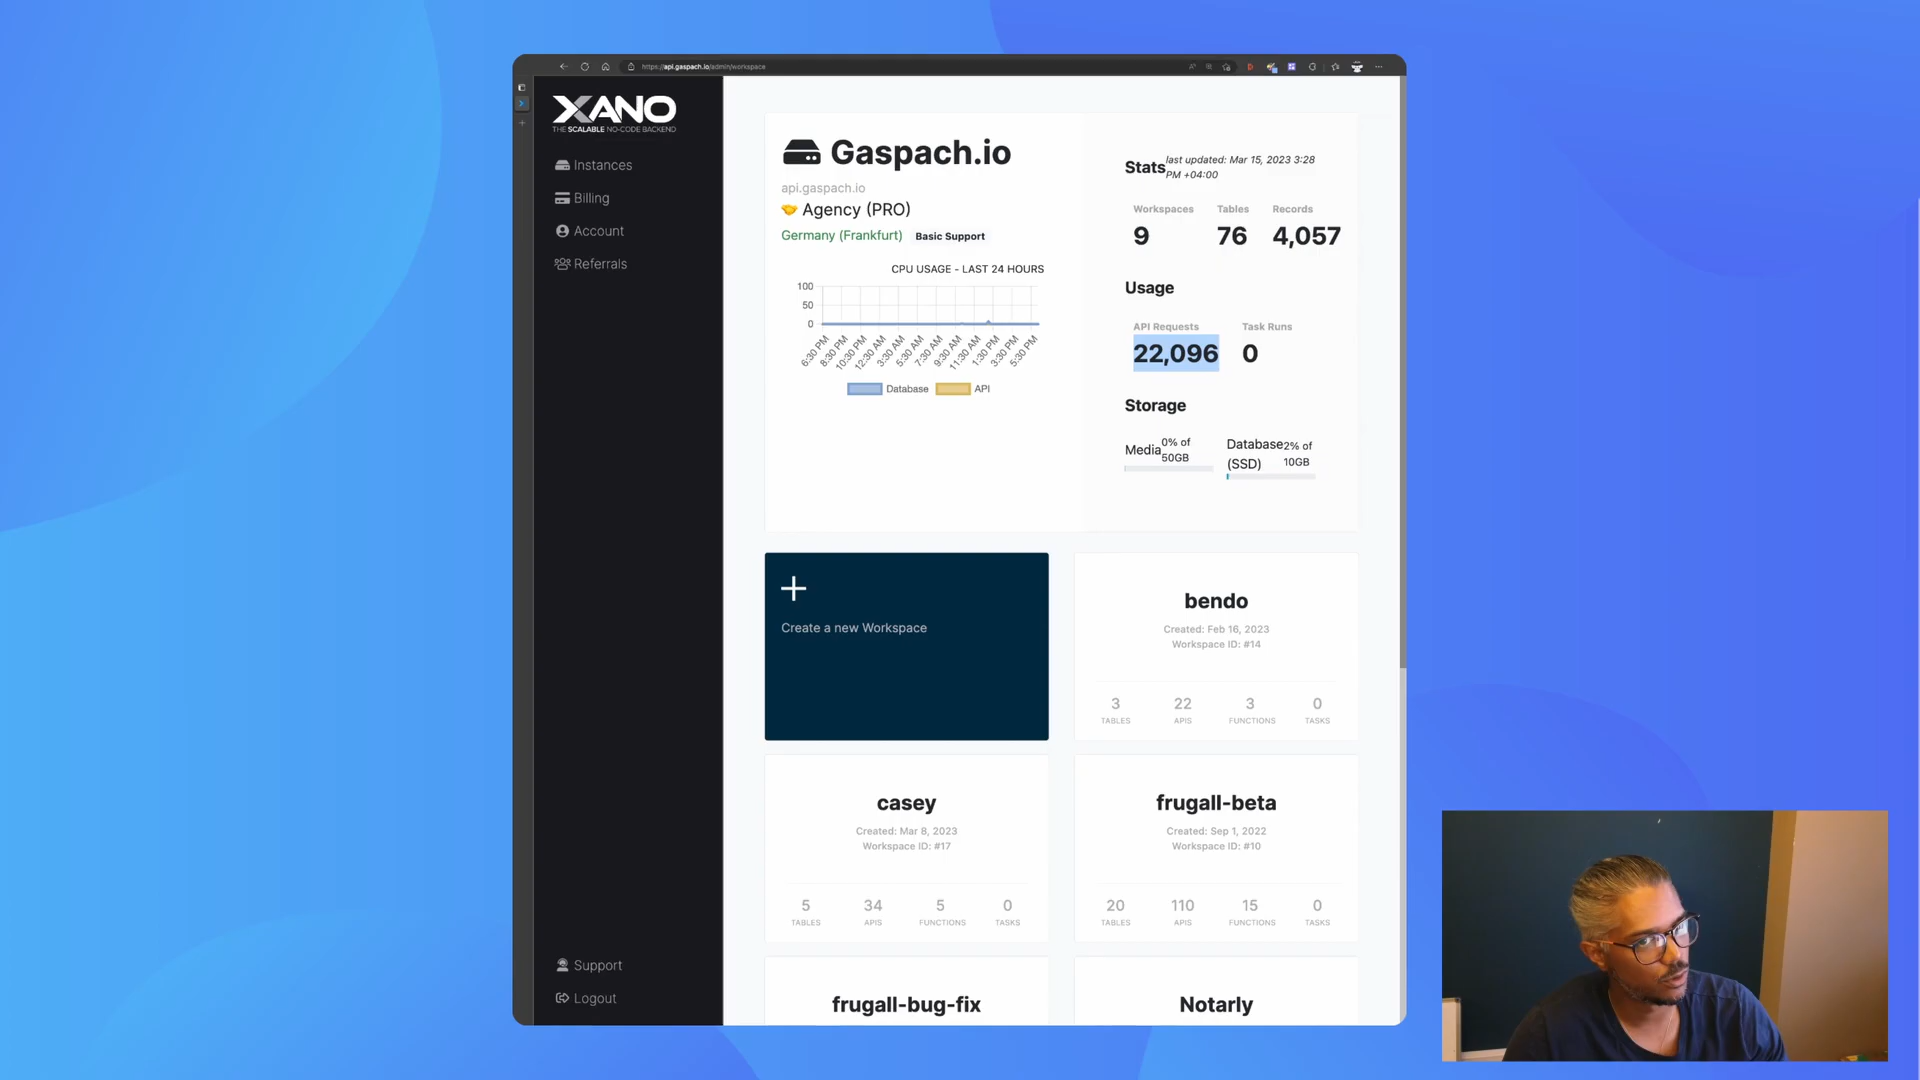 https://api.gaspach.io/admin/workspace
XANO
THE SCALABLE NO-CODE BACKEND
Instances
Billing
Account
Referrals
Support
Logout
Gaspach.io
api.gaspach.io
Agency (PRO)
Germany (Frankfurt) Basic Support
CPU USAGE - LAST 24 HOURS
100
50
0
6:30 PM
8:30 PM
10:30 PM
12:30 AM
3:30 AM
5:30 AM
7:30 AM
9:30 AM
11:30 AM
1:30 PM
3:30 PM
5:30 PM
Database API
Stats last updated: Mar 15, 2023 3:28
PM +04:00
Workspaces Tables Records
9 76 4,057
Usage
API Requests Task Runs
22,096 0
Storage
Media 0% of
50GB
Database 2% of
(SSD) 10GB
Create a new Workspace
bendo
Created: Feb 16, 2023
Workspace ID: #14
3 22 3 0
TABLES APIS FUNCTIONS TASKS
casey
Created: Mar 8, 2023
Workspace ID: #17
5 34 5 0
TABLES APIS FUNCTIONS TASKS
frugall-beta
Created: Sep 1, 2022
Workspace ID: #10
20 110 15 0
TABLES APIS FUNCTIONS TASKS
frugall-bug-fix
Notarly